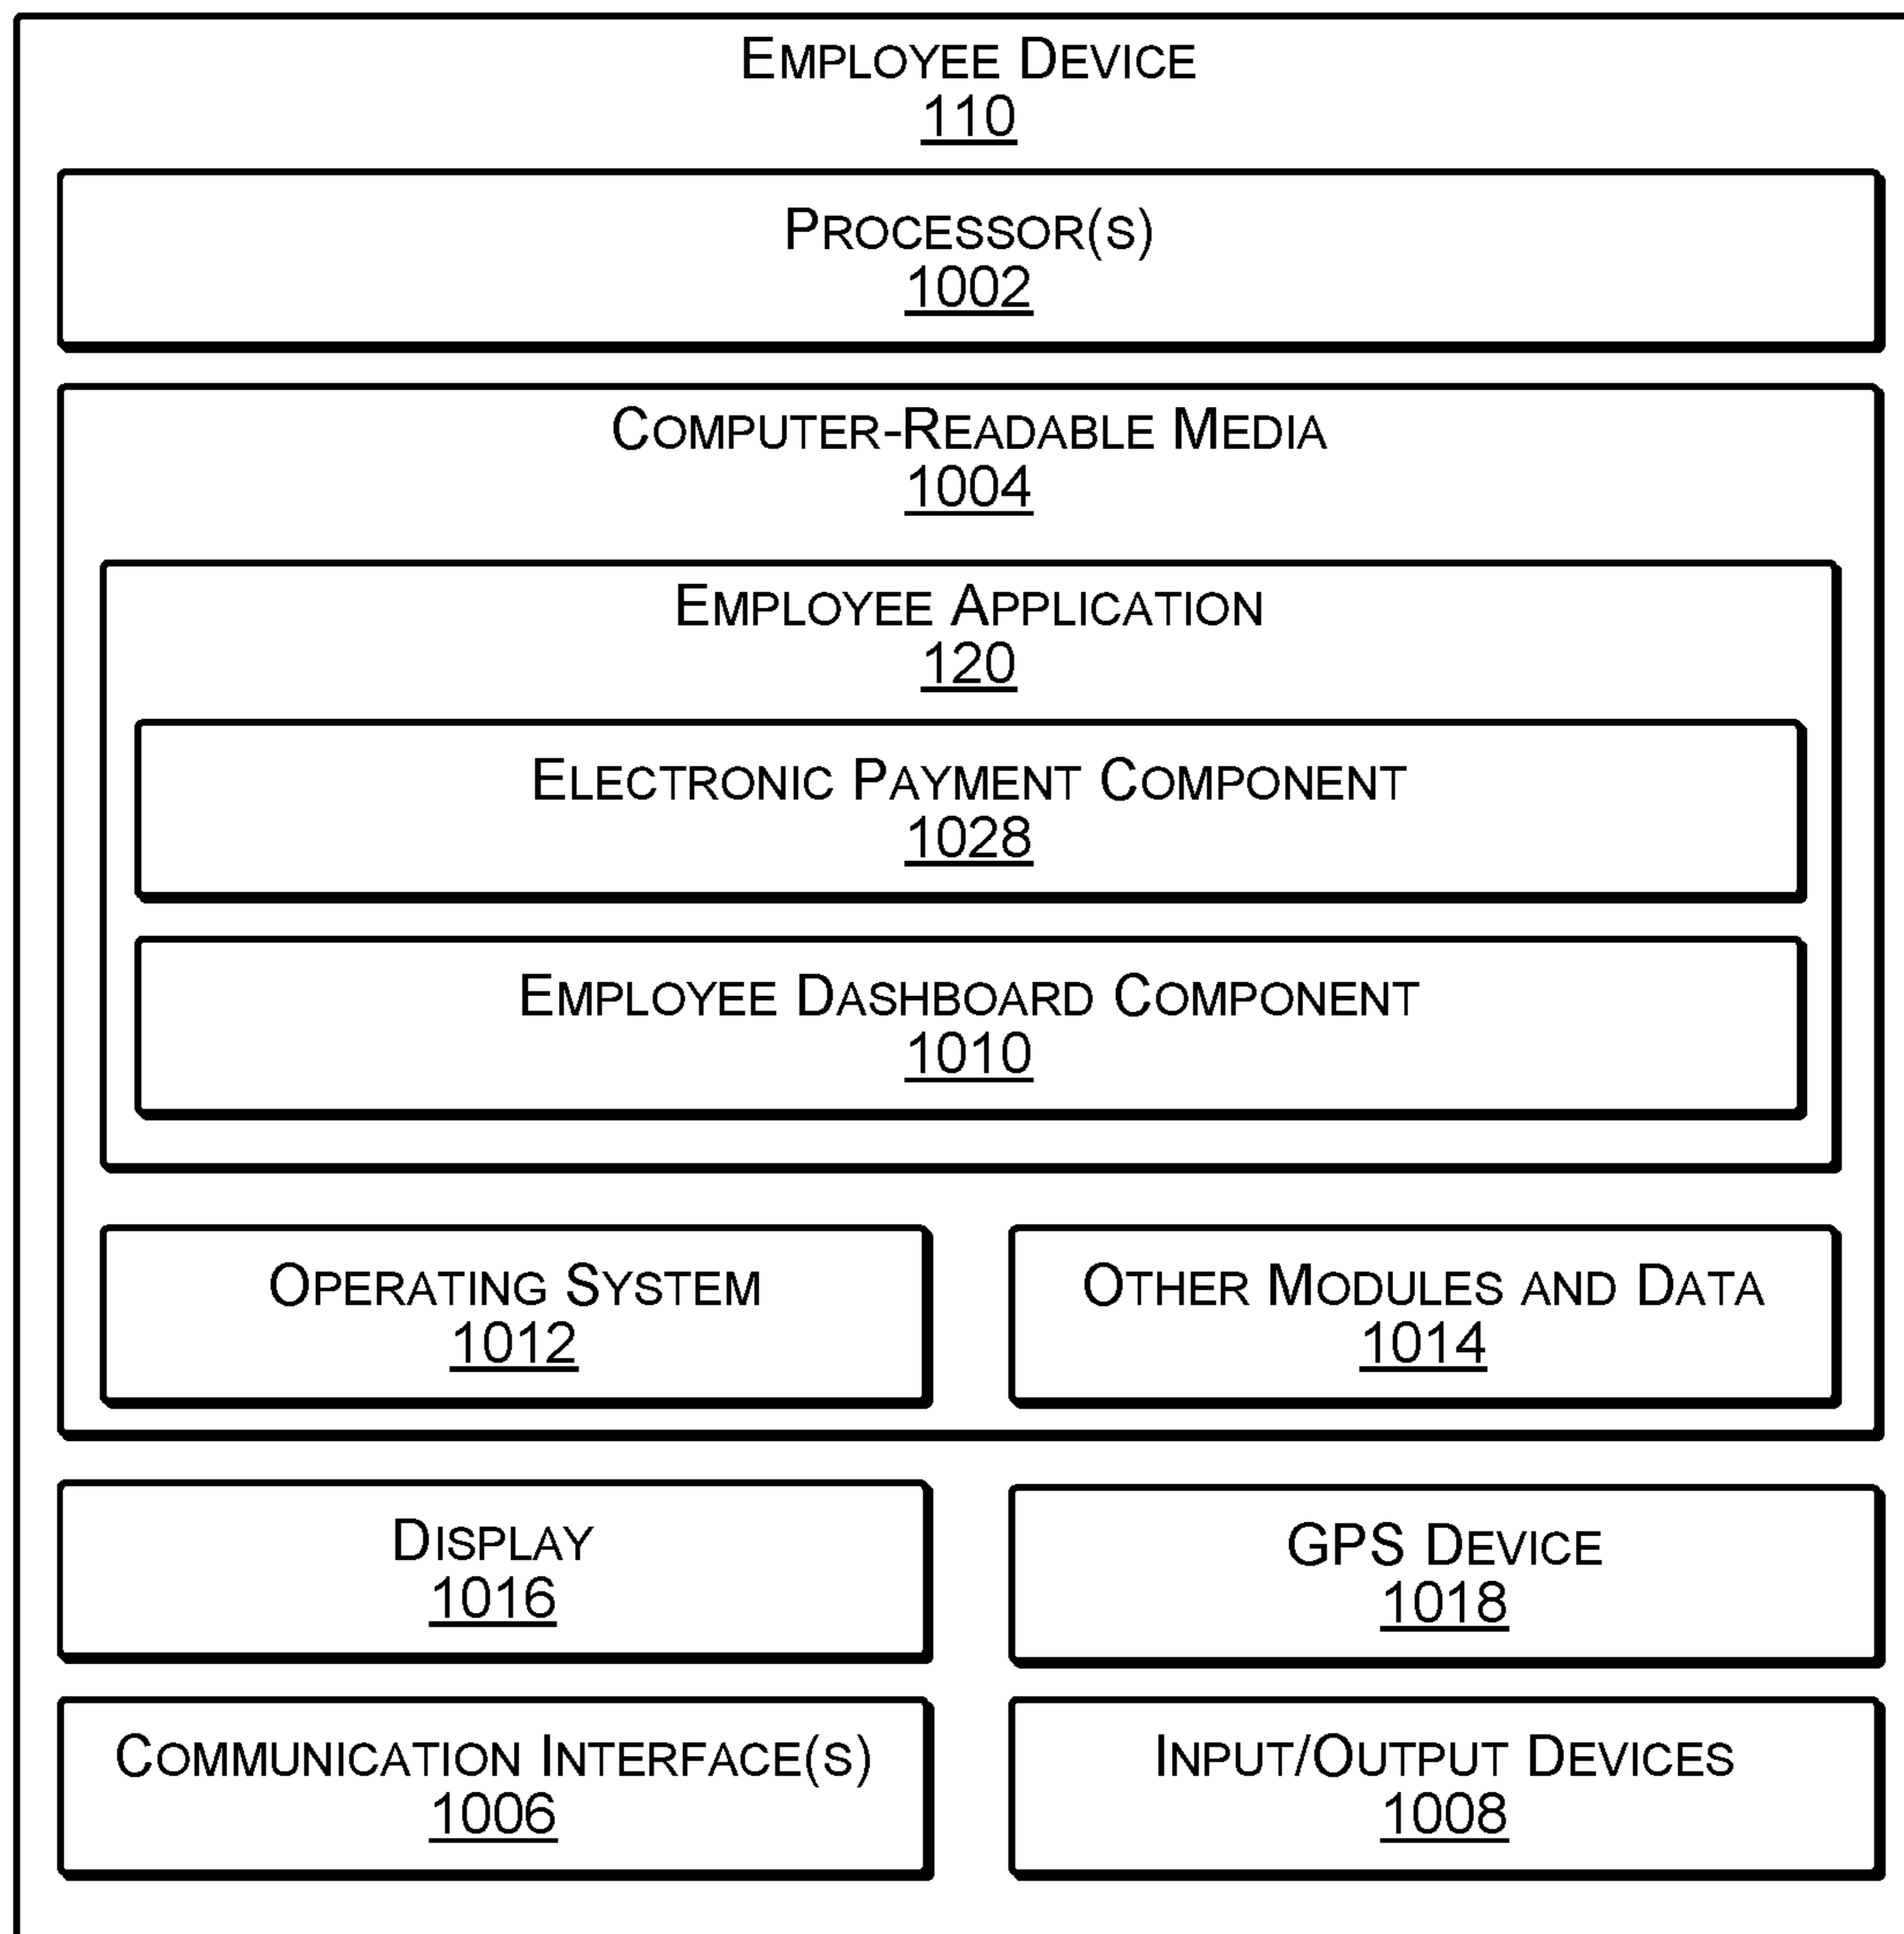 EMPLOYEE DEVICE
110
PROCESSOR(S)
1002
COMPUTER-READABLE MEDIA
1004
EMPLOYEE APPLICATION
120
ELECTRONIC PAYMENT COMPONENT
1028
EMPLOYEE DASHBOARD COMPONENT
1010
OPERATING SYSTEM
1012
OTHER MODULES AND DATA
1014
DISPLAY
1016
GPS DEVICE
1018
COMMUNICATION INTERFACE(S)
1006
INPUT/OUTPUT DEVICES
1008